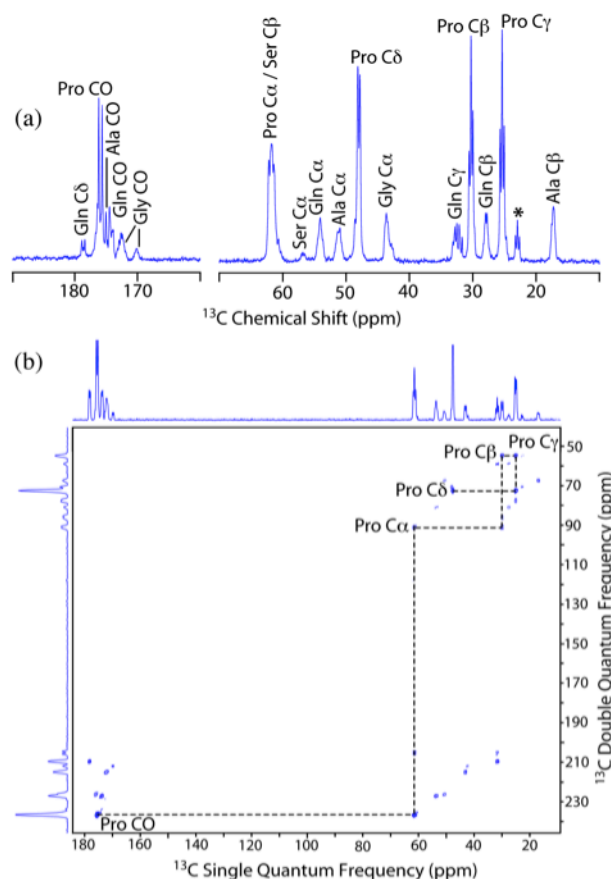 (a)
Gln Cδ
Pro CO
Ala CO
Gln CO
Gly CO
Pro Cα / Ser Cβ
Ser Cα
Gln Cα
Ala Cα
Pro Cδ
Gly Cα
Gln Cγ
Pro Cβ
Gln Cβ
Pro Cγ
*
Ala Cβ
180 170 60 50 40 30 20
13C Chemical Shift (ppm)
(b)
Pro Cβ Pro Cγ
Pro Cδ
Pro Cα
Pro CO
50
70
90
110
130
150
170
190
210
230
13C Double Quantum Frequency (ppm)
180 160 140 120 100 80 60 40 20
13C Single Quantum Frequency (ppm)